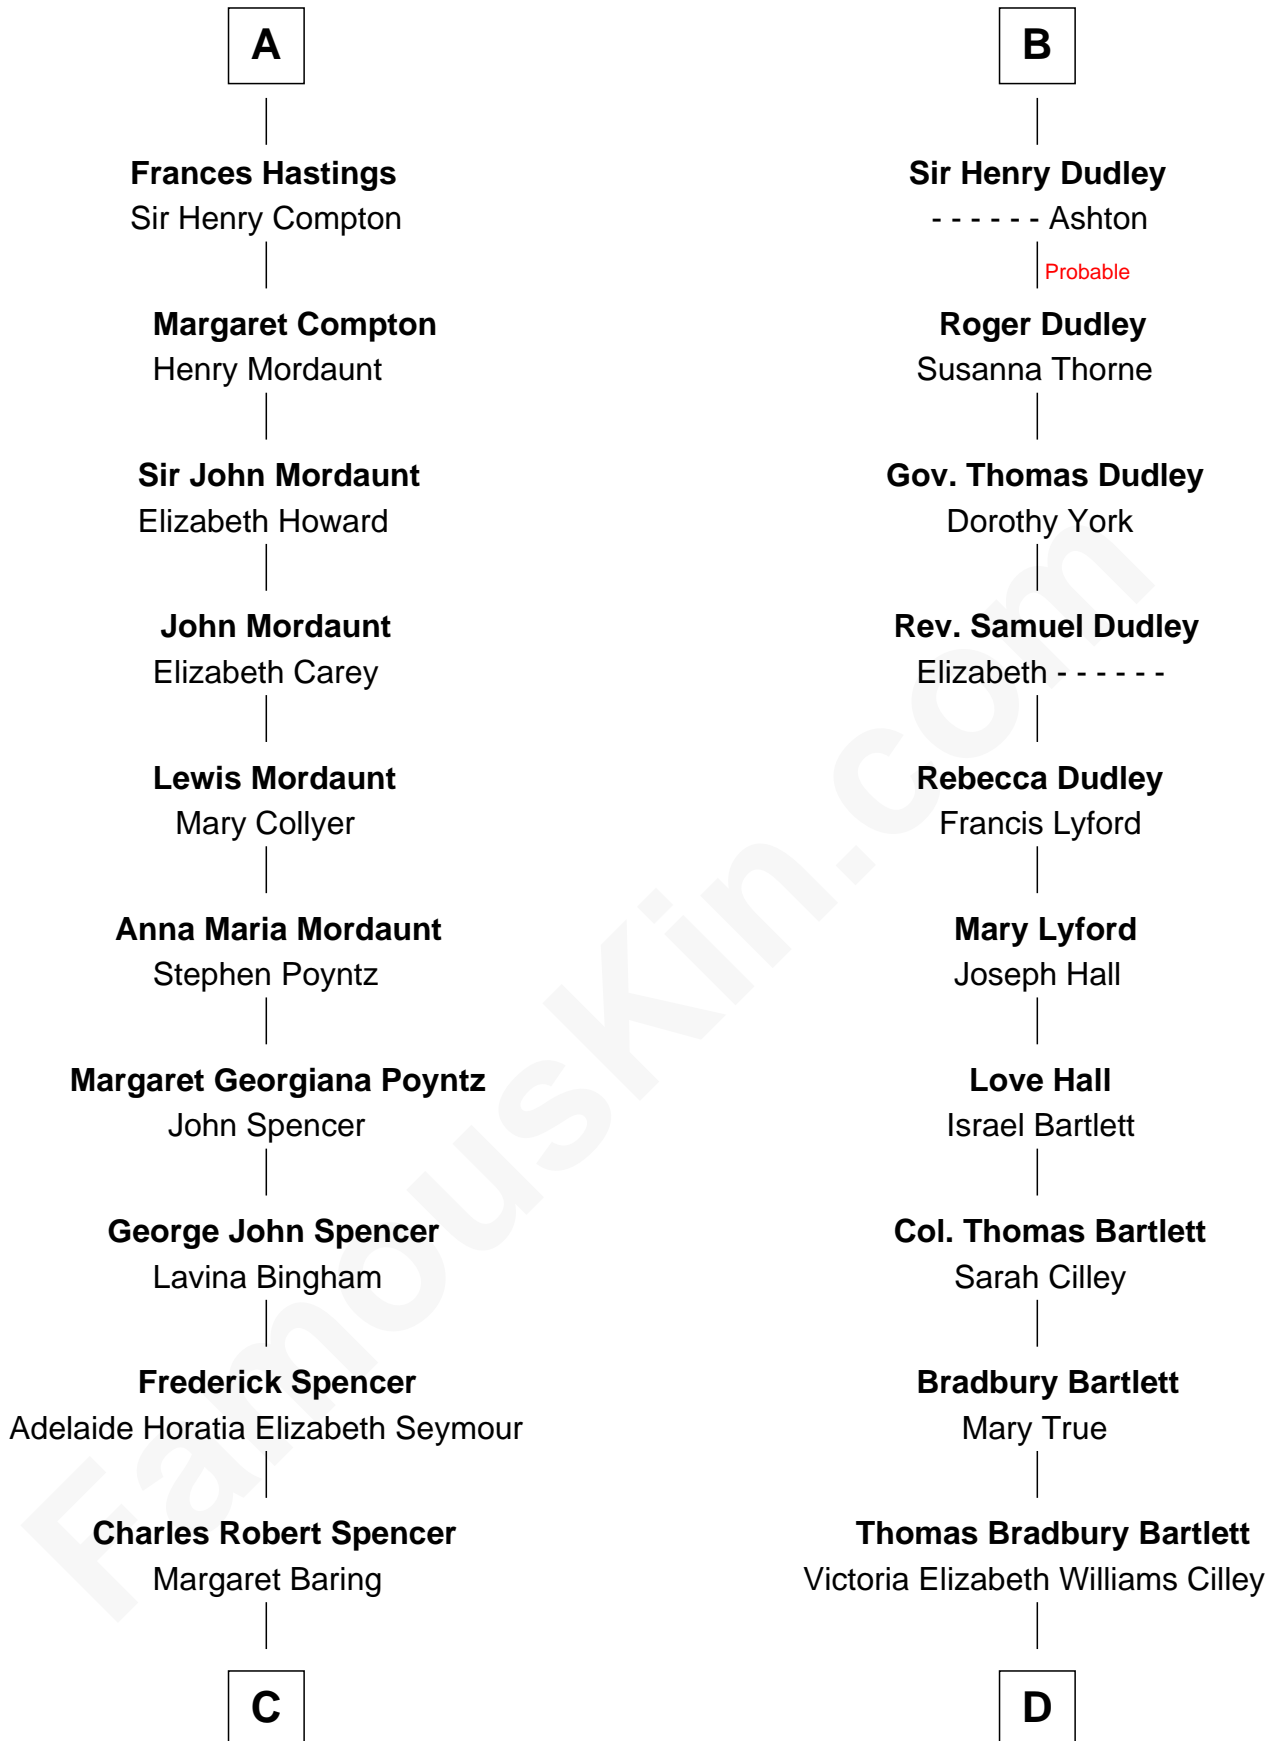 A
Frances Hastings
Sir Henry Compton
Margaret Compton
Henry Mordaunt
Sir John Mordaunt
Elizabeth Howard
John Mordaunt
Elizabeth Carey
Lewis Mordaunt
Mary Collyer
Anna Maria Mordaunt
Stephen Poyntz
Margaret Georgiana Poyntz
John Spencer
George John Spencer
Lavina Bingham
Frederick Spencer
Adelaide Horatia Elizabeth Seymour
Charles Robert Spencer
Margaret Baring
C
B
Sir Henry Dudley
- - - - - - Ashton
Probable
Roger Dudley
Susanna Thorne
Gov. Thomas Dudley
Dorothy York
Rev. Samuel Dudley
Elizabeth - - - - - -
Rebecca Dudley
Francis Lyford
Mary Lyford
Joseph Hall
Love Hall
Israel Bartlett
Col. Thomas Bartlett
Sarah Cilley
Bradbury Bartlett
Mary True
Thomas Bradbury Bartlett
Victoria Elizabeth Williams Cilley
D
FamousKin.com